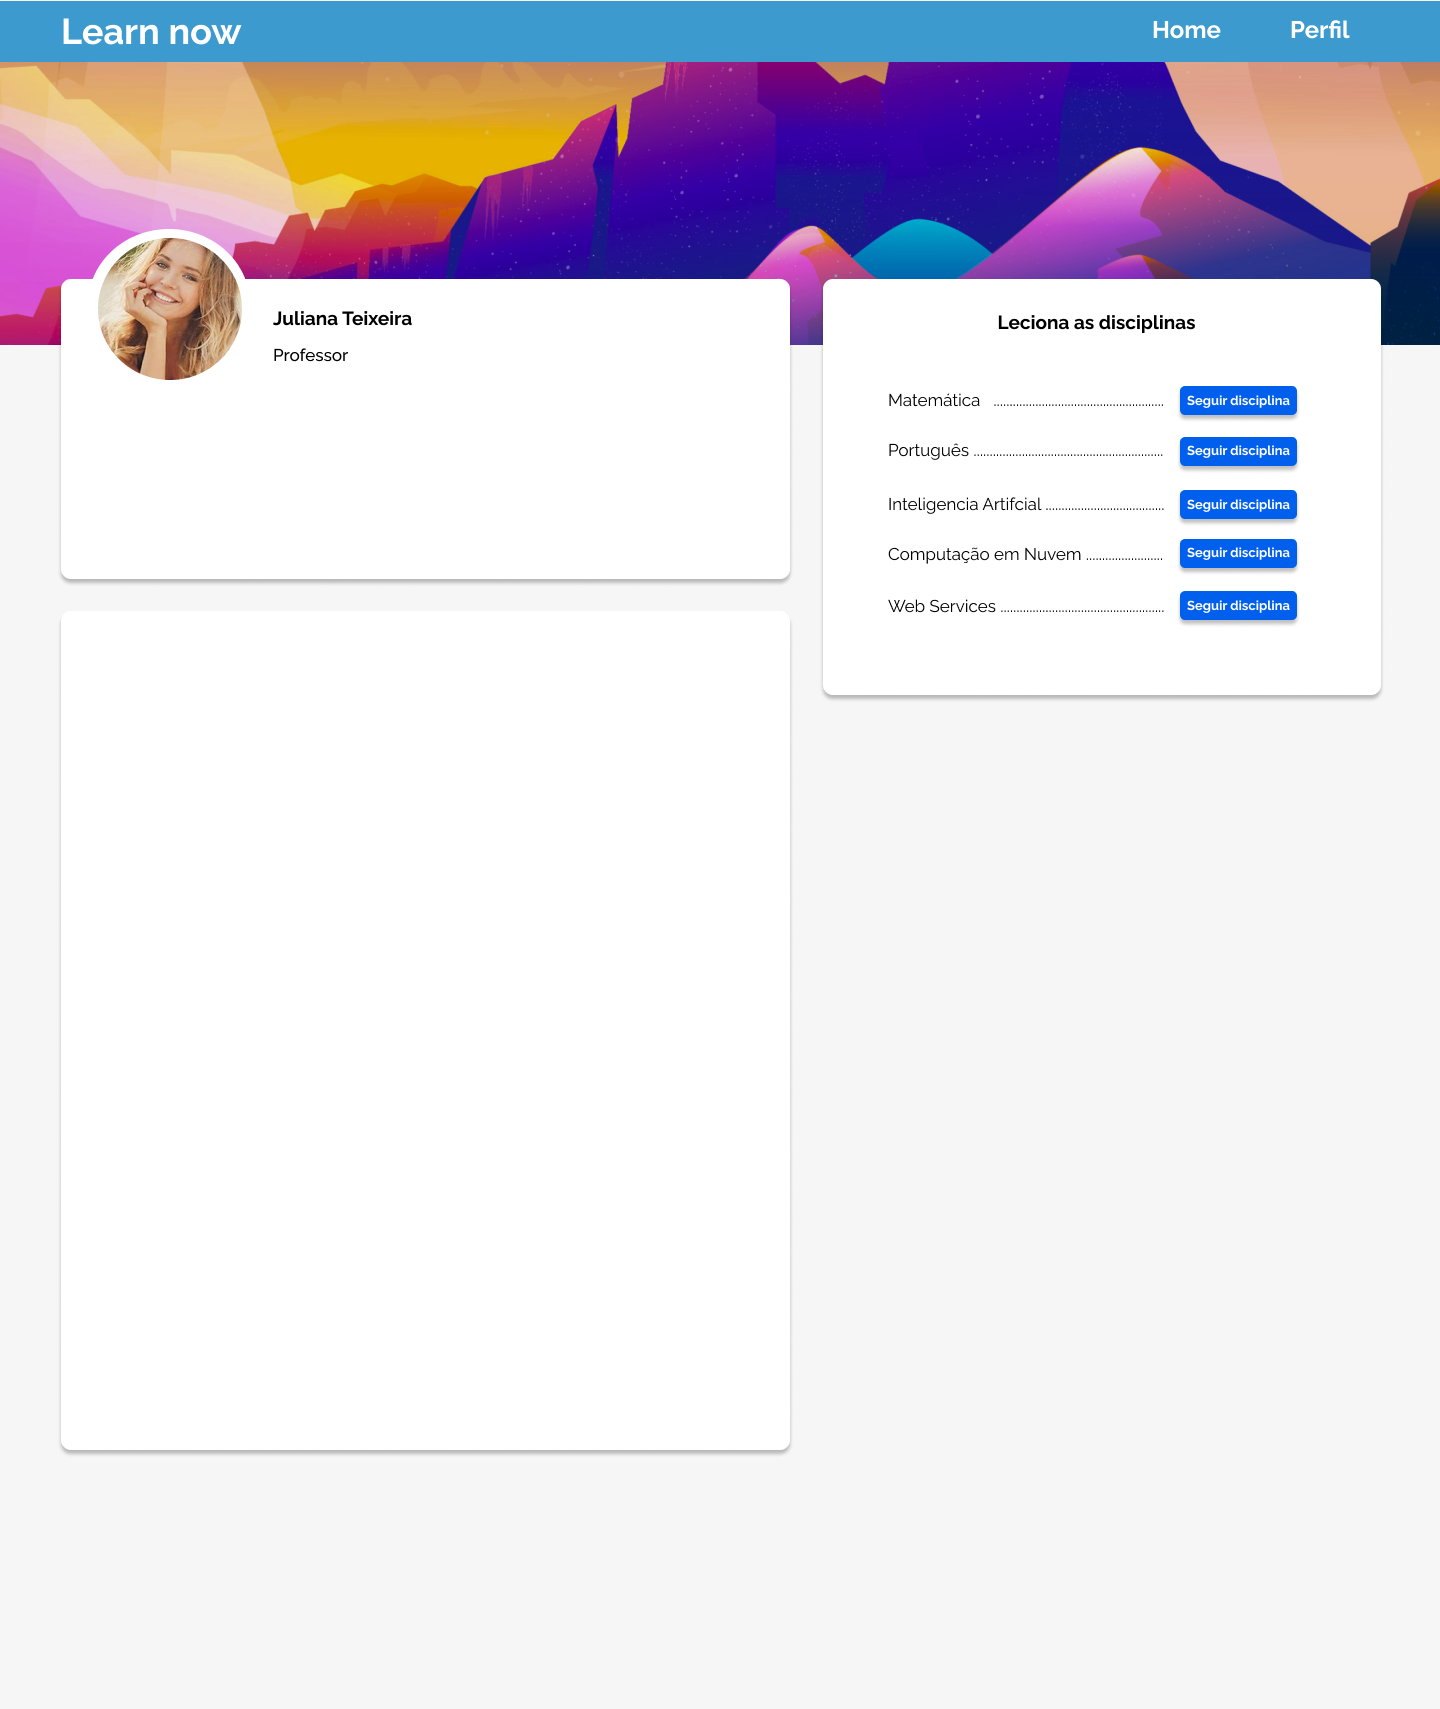 Learn now
Home
Perfil
Juliana Teixeira
Professor
Leciona as disciplinas
Matemática ..................................................... Seguir disciplina
Português ........................................................... Seguir disciplina
Inteligencia Artifcial ..................................... Seguir disciplina
Computação em Nuvem ........................ Seguir disciplina
Web Services ................................................... Seguir disciplina